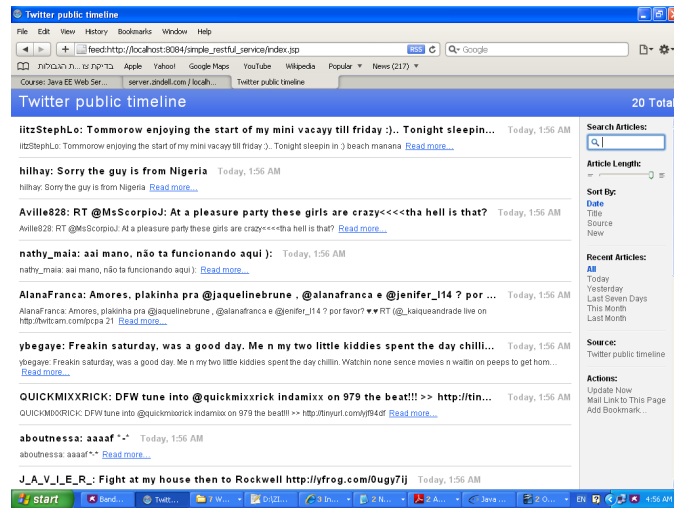 Twitter public timeline
File Edit View History Bookmarks Window Help
feed:http://localhost:8084/simple_restful_service/index.jsp RSS Google
בדיקת צו ...ת הגבולות Apple Yahoo! Google Maps YouTube Wikipedia Popular News (217)
Course: Java EE Web Ser... server.zindell.com / localh... Twitter public timeline
Twitter public timeline 20 Total
iitzStephLo: Tommorow enjoying the start of my mini vacayy till friday :).. Tonight sleepin... Today, 1:56 AM
iitzStephLo: Tommorow enjoying the start of my mini vacayy till friday :).. Tonight sleepin in :) beach manana Read more...
hilhay: Sorry the guy is from Nigeria Today, 1:56 AM
hilhay: Sorry the guy is from Nigeria Read more...
Aville828: RT @MsScorpioJ: At a pleasure party these girls are crazy<<<<tha hell is that? Today, 1:56 AM
Aville828: RT @MsScorpioJ: At a pleasure party these girls are crazy<<<<tha hell is that? Read more...
nathy_maia: aai mano, não ta funcionando aqui ): Today, 1:56 AM
nathy_maia: aai mano, não ta funcionando aqui ): Read more...
AlanaFranca: Amores, plakinha pra @jaquelinebrune , @alanafranca e @jenifer_l14 ? por ... Today, 1:56 AM
AlanaFranca: Amores, plakinha pra @jaquelinebrune , @alanafranca e @jenifer_l14 ? por favor? ♥.♥ RT (@_kaiqueandrade live on
http://twitcam.com/pcpa 21 Read more...
ybegaye: Freakin saturday, was a good day. Me n my two little kiddies spent the day chilli... Today, 1:56 AM
ybegaye: Freakin saturday, was a good day. Me n my two little kiddies spent the day chillin. Watchin none sence movies n waitin on peeps to get hom...
Read more...
QUICKMIXXRICK: DFW tune into @quickmixxrick indamixx on 979 the beat!!! >> http://tin... Today, 1:56 AM
QUICKMIXXRICK: DFW tune into @quickmixxrick indamixx on 979 the beat!!! >> http://tinyurl.com/yjf94df Read more...
aboutnessa: aaaaf *-* Today, 1:56 AM
aboutnessa: aaaaf *-* Read more...
J_A_V_I_E_R_: Fight at my house then to Rockwell http://yfrog.com/0ugy7ij Today, 1:56 AM
Search Articles:
Article Length:
Sort By:
Date
Title
Source
New
Recent Articles:
All
Today
Yesterday
Last Seven Days
This Month
Last Month
Source:
Twitter public timeline
Actions:
Update Now
Mail Link to This Page
Add Bookmark...
start Band... Twitt... 7 W... D:\ZI... 3 In... 2 N... 2 A... Java ... 2 O... EN 4:56 AM